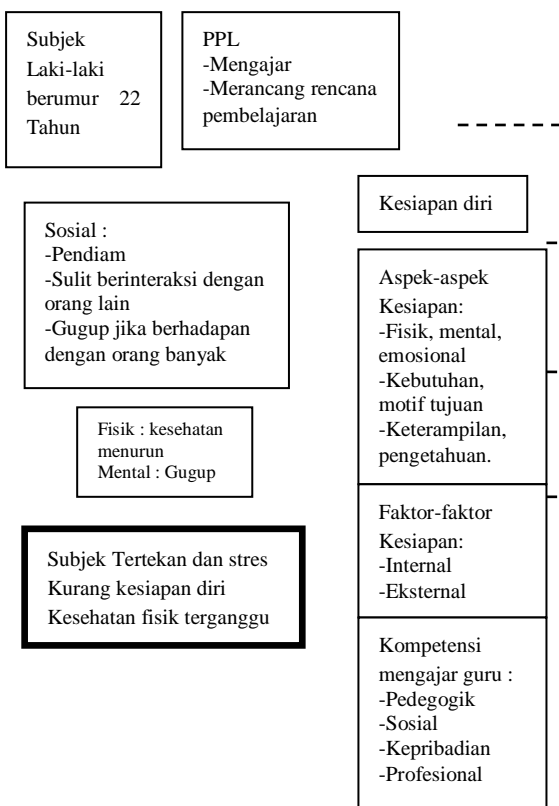 Subjek
Laki-laki
berumur 22
Tahun
PPL
-Mengajar
-Merancang rencana
pembelajaran
Kesiapan diri
Sosial :
-Pendiam
-Sulit berinteraksi dengan
orang lain
-Gugup jika berhadapan
dengan orang banyak
Aspek-aspek
Kesiapan:
-Fisik, mental,
emosional
-Kebutuhan,
motif tujuan
-Keterampilan,
pengetahuan.
Fisik : kesehatan
menurun
Mental : Gugup
Faktor-faktor
Kesiapan:
-Internal
-Eksternal
Subjek Tertekan dan stres
Kurang kesiapan diri
Kesehatan fisik terganggu
Kompetensi
mengajar guru :
-Pedegogik
-Sosial
-Kepribadian
-Profesional